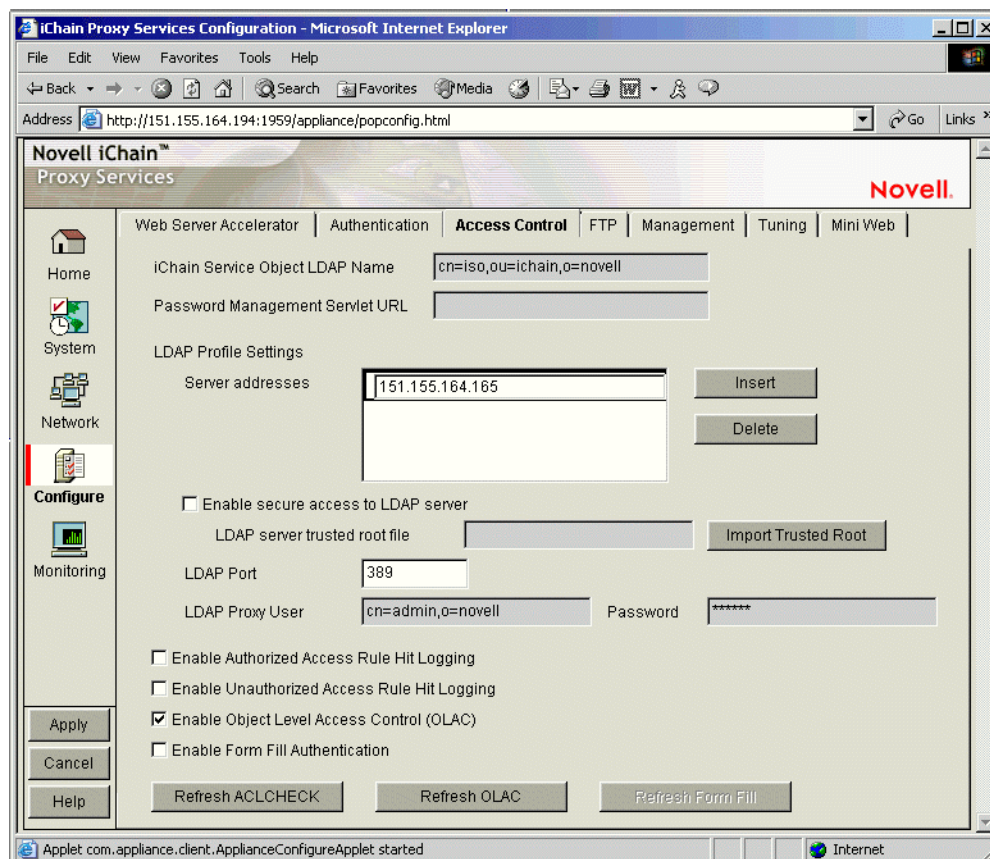 iChain Proxy Services Configuration - Microsoft Internet Explorer
File Edit View Favorites Tools Help
Back Search Favorites Media
Address http://151.155.164.194:1959/appliance/popconfig.html Go Links »
Novell iChain™
Proxy Services
Novell.
Web Server Accelerator Authentication Access Control FTP Management Tuning Mini Web
Home
System
Network
Configure
Monitoring
iChain Service Object LDAP Name cn=iso,ou=ichain,o=novell
Password Management Servlet URL
LDAP Profile Settings
Server addresses 151.155.164.165 Insert
Delete
Enable secure access to LDAP server
LDAP server trusted root file Import Trusted Root
LDAP Port 389
LDAP Proxy User cn=admin,o=novell Password ******
Enable Authorized Access Rule Hit Logging
Enable Unauthorized Access Rule Hit Logging
Enable Object Level Access Control (OLAC)
Enable Form Fill Authentication
Refresh ACLCHECK Refresh OLAC Refresh Form Fill
Apply
Cancel
Help
Applet com.appliance.client.ApplianceConfigureApplet started Internet